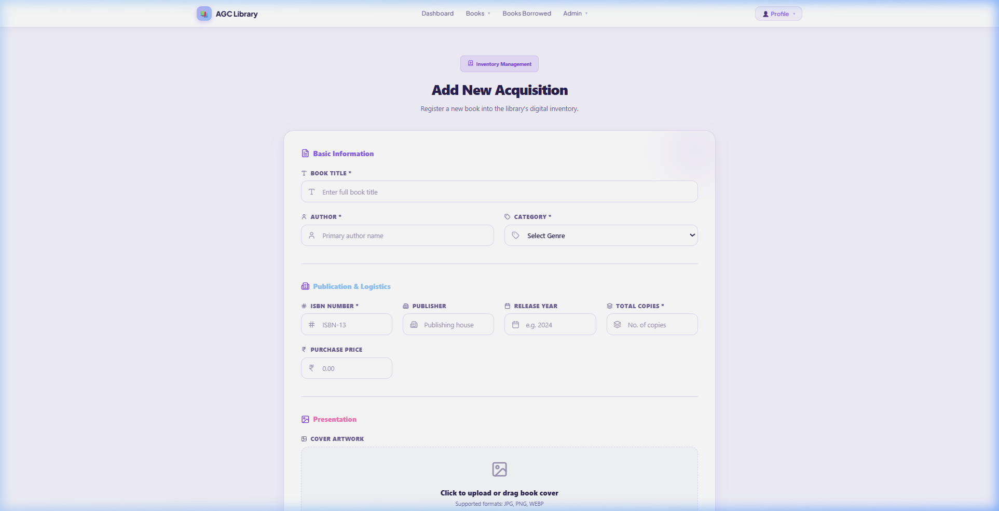 AGC Library
Dashboard
Books
Books Borrowed
Admin
Profile
Inventory Management
Add New Acquisition
Register a new book into the library's digital inventory.
Basic Information
BOOK TITLE *
Enter full book title
AUTHOR *
CATEGORY *
Primary author name
Select Genre
Publication & Logistics
ISBN NUMBER *
PUBLISHER
RELEASE YEAR
TOTAL COPIES *
ISBN-13
Publishing house
e.g. 2024
No. of copies
PURCHASE PRICE
₹ 0.00
Presentation
COVER ARTWORK
Click to upload or drag book cover
Supported formats: JPG, PNG, WEBP